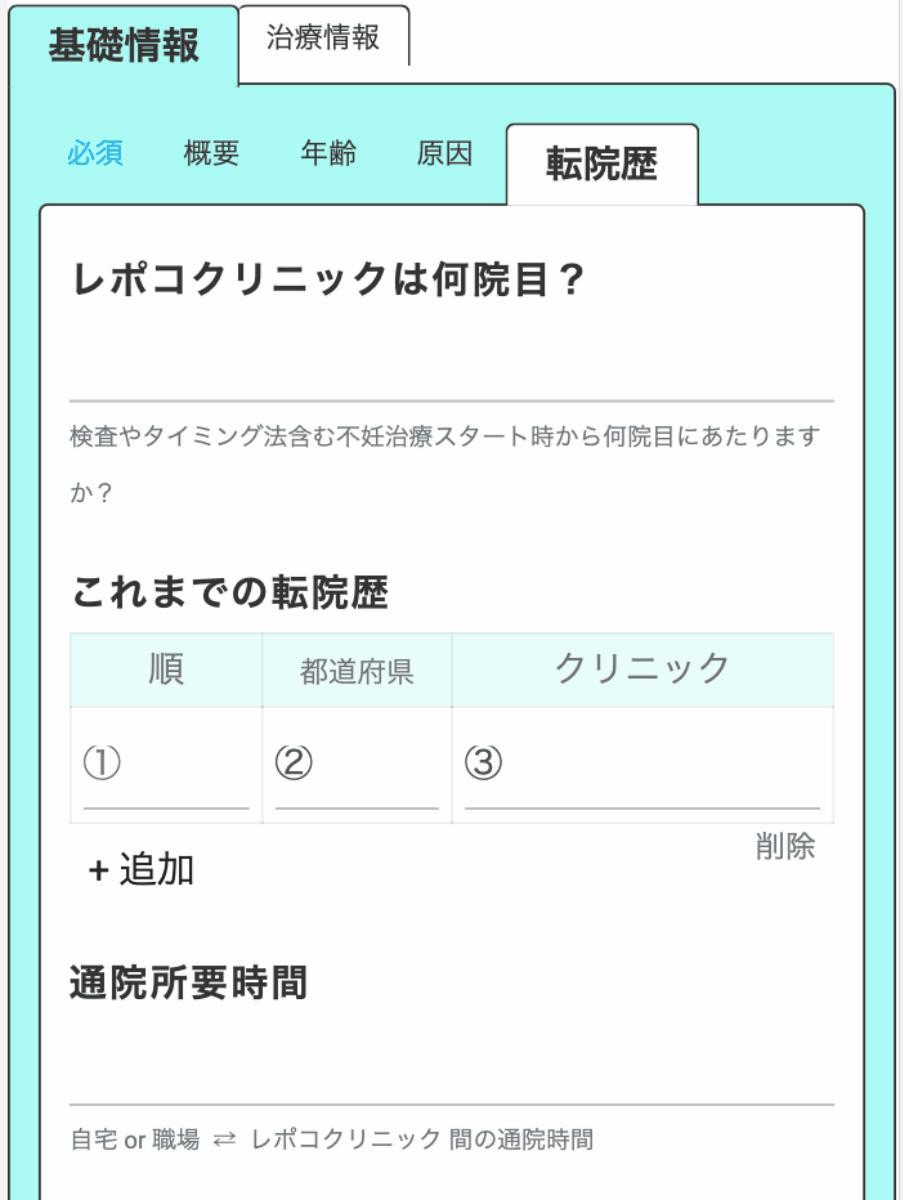 基礎情報 治療情報
必須 概要 年齢 原因 転院歴
レポコクリニックは何院目？
検査やタイミング法含む不妊治療スタート時から何院目にあたります
か？
これまでの転院歴
順 都道府県 クリニック
① ② ③
削除
+ 追加
通院所要時間
自宅 or 職場 ⇄ レポコクリニック 間の通院時間